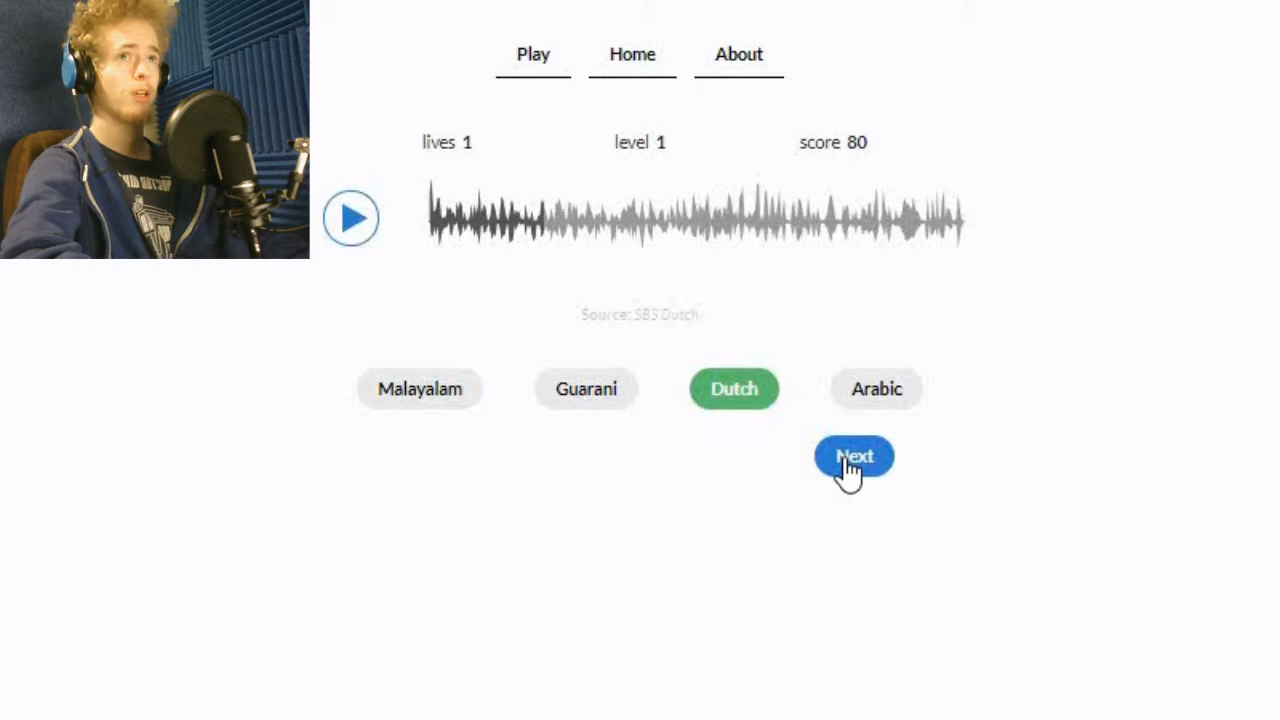 Play Home About
lives 1 level 1 score 80
Source: SBS Dutch
Malayalam Guarani Dutch Arabic
Next